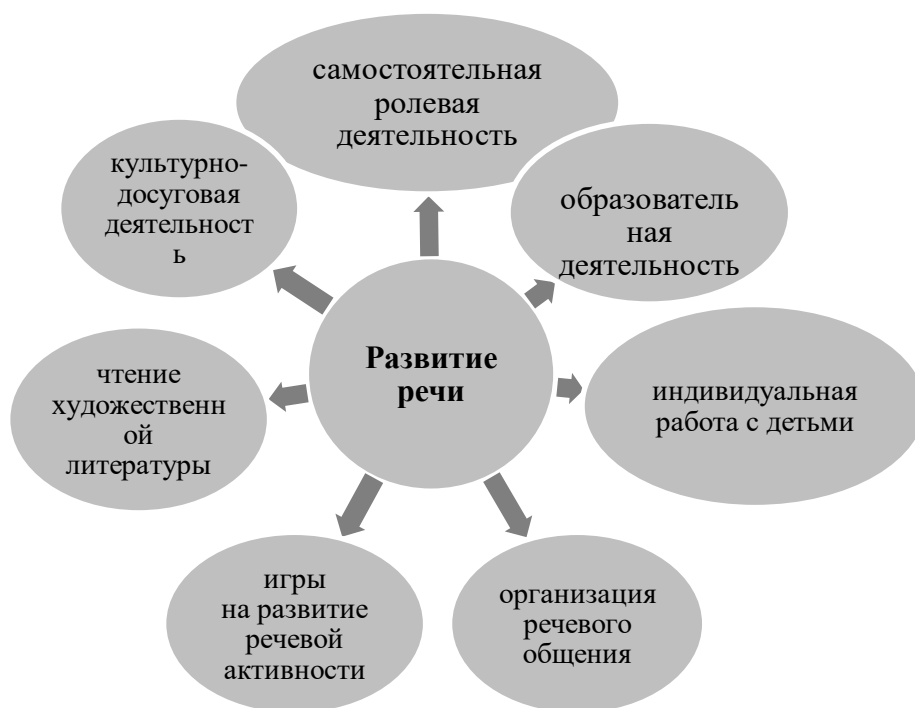 самостоятельная
ролевая
деятельность
культурно-
досуговая
деятельност
ь
образователь
ная
деятельность
Развитие
речи
чтение
художественн
ой
литературы
индивидуальная
работа с детьми
игры
на развитие
речевой
активности
организация
речевого
общения